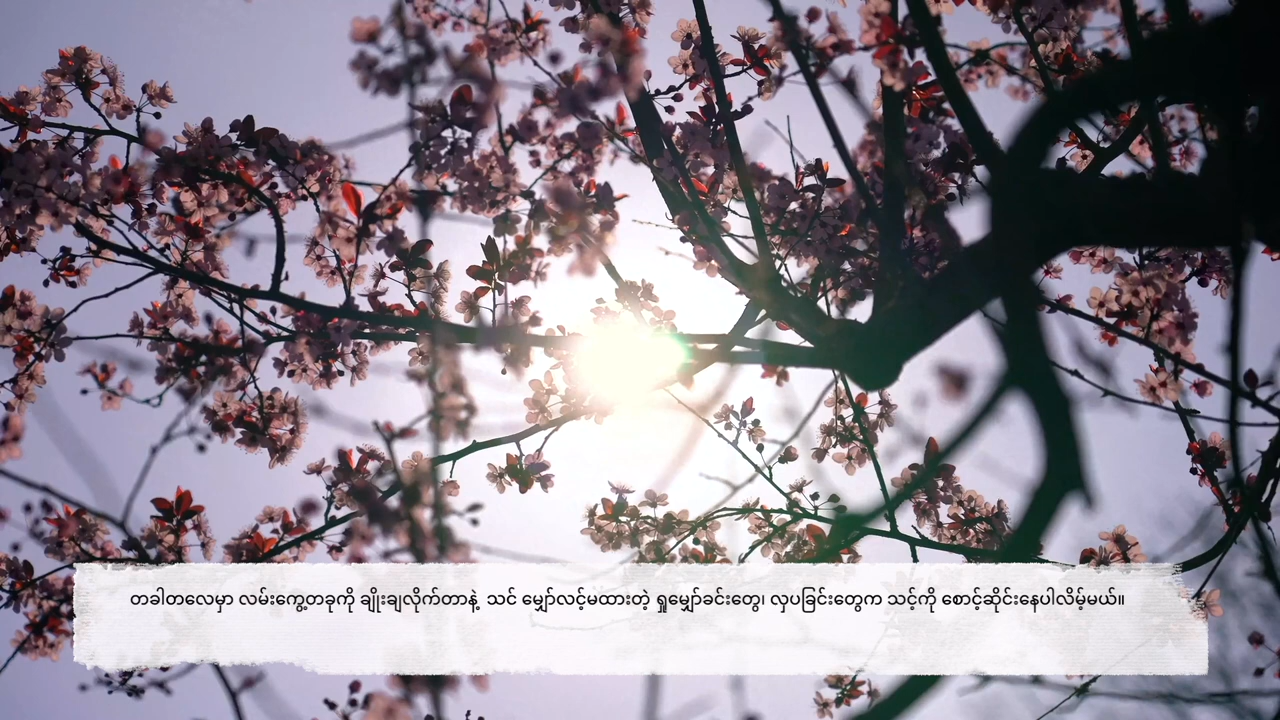 တခါတလေမှာ လမ်းကွေ့တခုကို ချိုးချလိုက်တာနဲ့ သင် မျှော်လင့်မထားတဲ့ ရှုမျှော်ခင်းတွေ၊ လှပခြင်းတွေက သင့်ကို စောင့်ဆိုင်းနေပါလိမ့်မယ်။